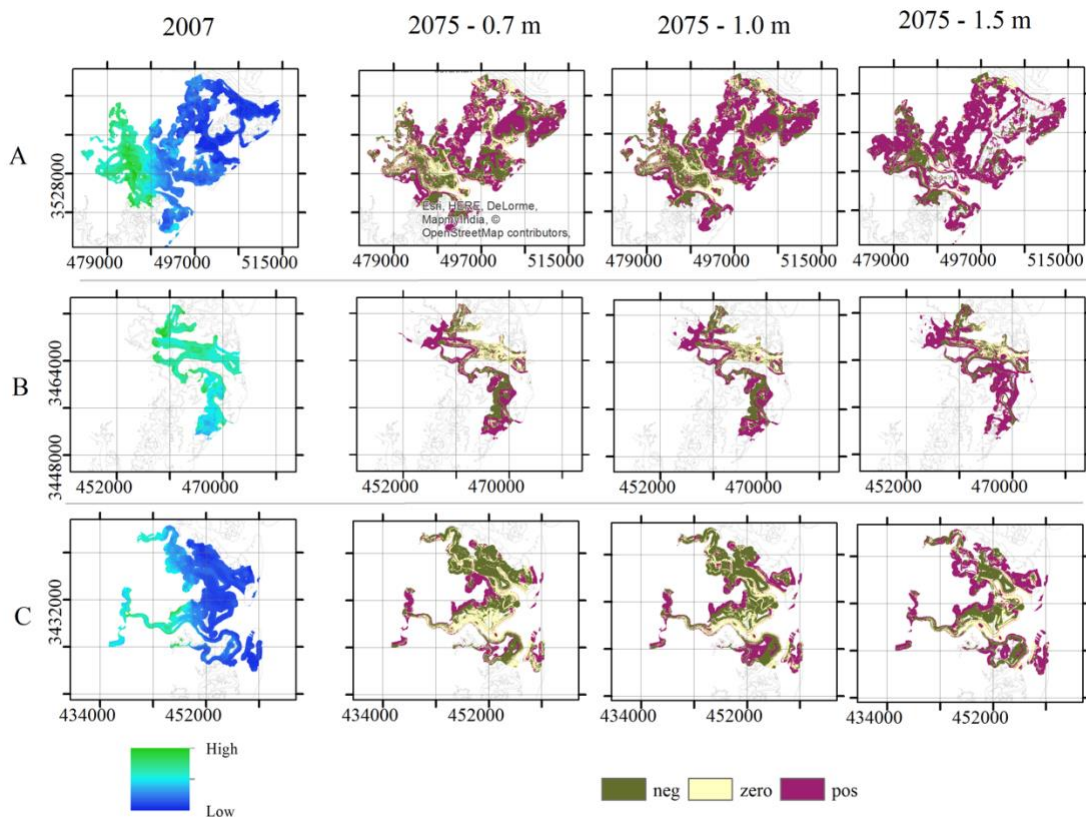 2007 2075 - 0.7 m 2075 - 1.0 m 2075 - 1.5 m
A
3528000
Esri, HERE, DeLorme,
MapmyIndia, ©
OpenStreetMap contributors,
479000 497000 515000 479000 497000 515000 479000 497000 515000 479000 497000 515000
B
3464000
3448000
452000 470000 452000 470000 452000 470000 452000 470000
C
3432000
434000 452000 434000 452000 434000 452000 434000 452000
High
Low
neg zero pos